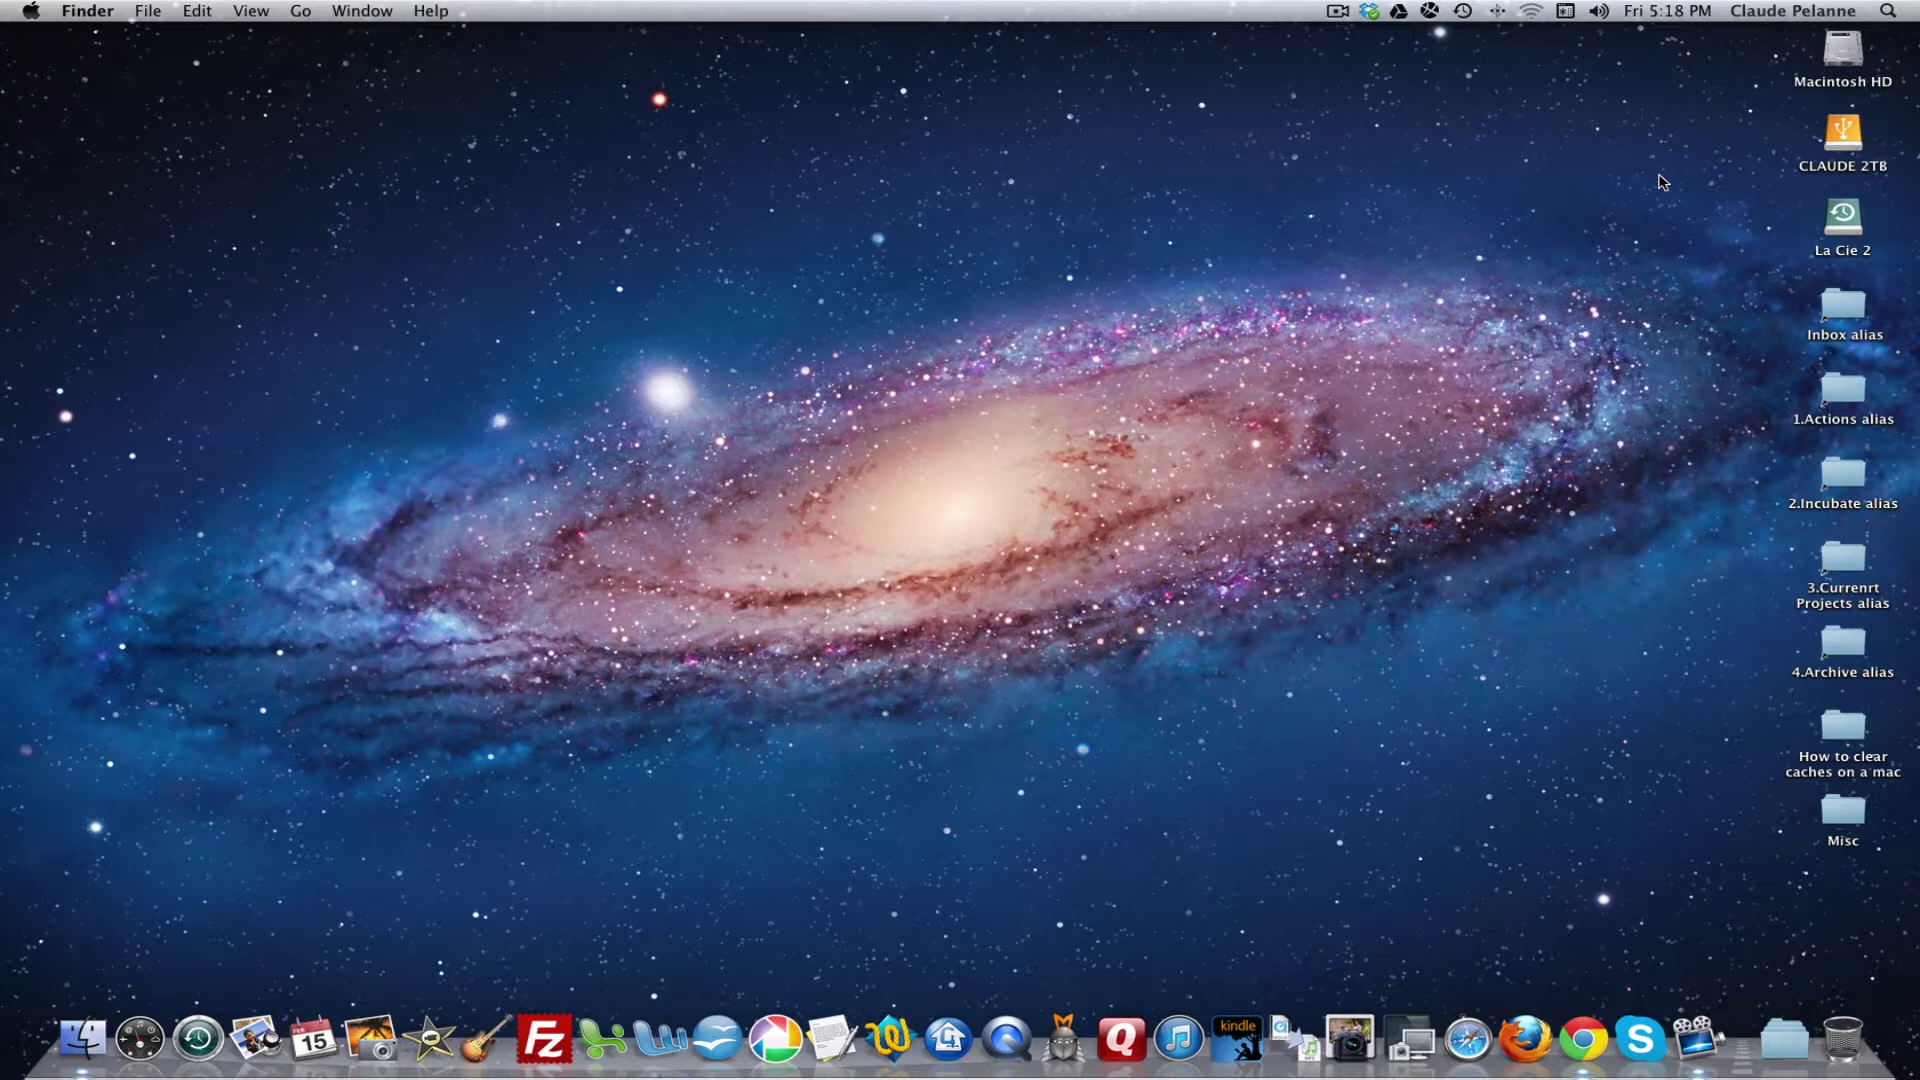 Finder File Edit View Go Window Help
Fri 5:18 PM Claude Pelanne
Macintosh HD
CLAUDE 2TB
La Cie 2
Inbox alias
1.Actions alias
2.Incubate alias
3.Currenrt
Projects alias
4.Archive alias
How to clear
caches on a mac
Misc
FEB
15
FZ
Q
kindle
S